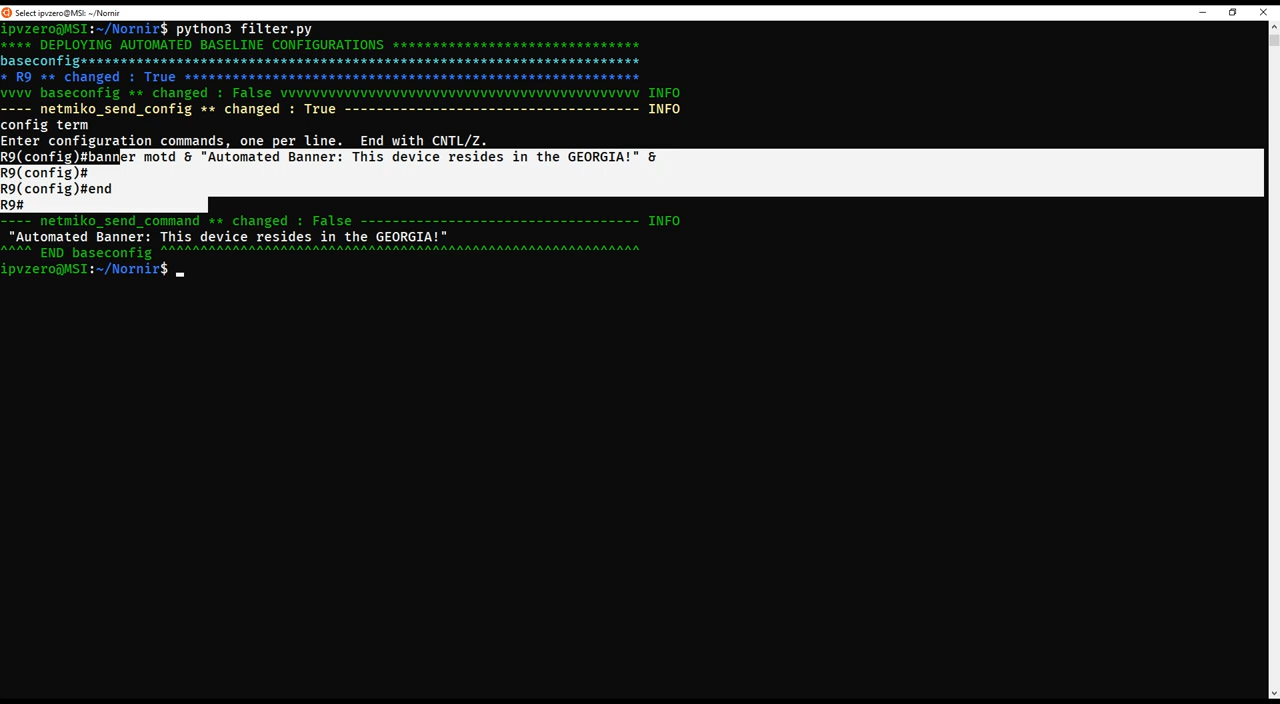 Select ipvzero@MSI: ~/Nornir
ipvzero@MSI:~/Nornir$ python3 filter.py
**** DEPLOYING AUTOMATED BASELINE CONFIGURATIONS *******************************
baseconfig**********************************************************************
* R9 ** changed : True *********************************************************
vvvv baseconfig ** changed : False vvvvvvvvvvvvvvvvvvvvvvvvvvvvvvvvvvvvvvvvvvvvv INFO
---- netmiko_send_config ** changed : True ------------------------------------- INFO
config term
Enter configuration commands, one per line.  End with CNTL/Z.
R9(config)#banner motd & "Automated Banner: This device resides in the GEORGIA!" &
R9(config)#
R9(config)#end
R9#
---- netmiko_send_command ** changed : False ----------------------------------- INFO
"Automated Banner: This device resides in the GEORGIA!"
^^^^ END baseconfig ^^^^^^^^^^^^^^^^^^^^^^^^^^^^^^^^^^^^^^^^^^^^^^^^^^^^^^^^^^^^
ipvzero@MSI:~/Nornir$